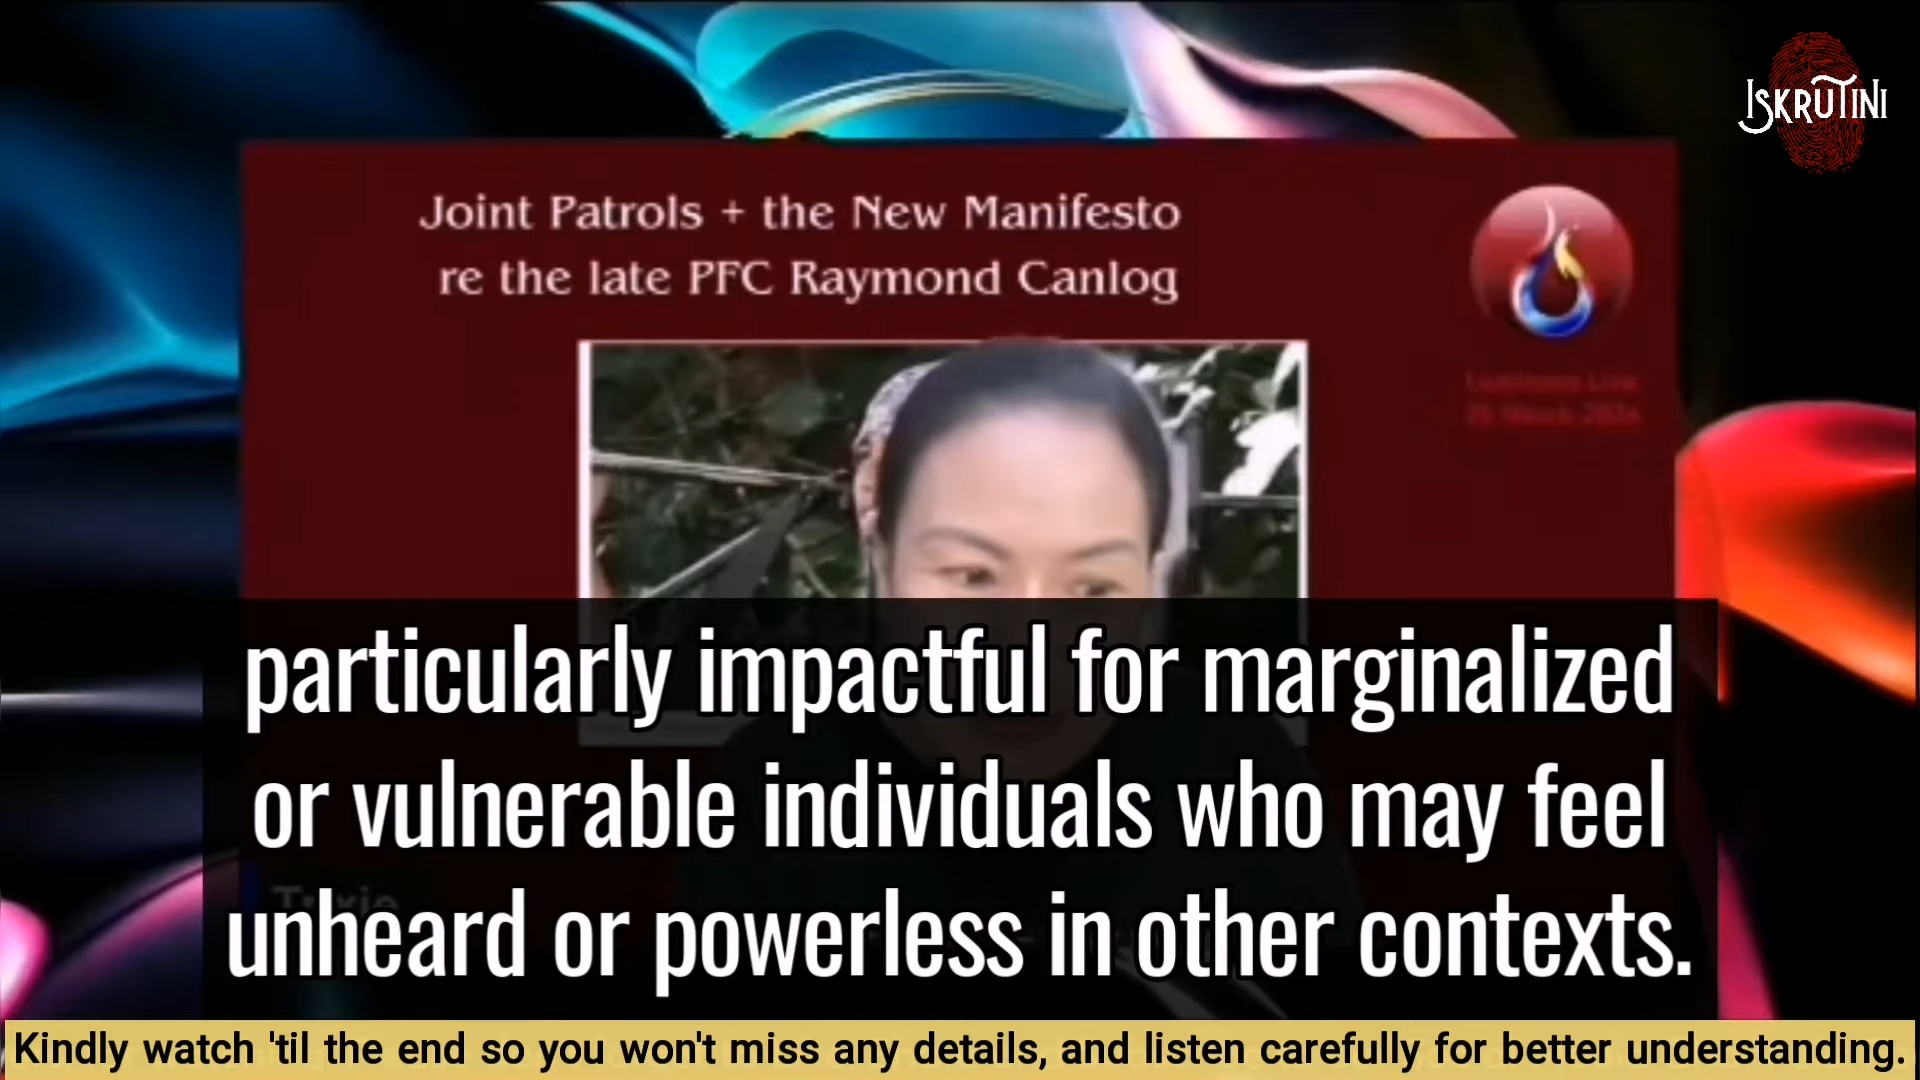 ISKRUTINI
Joint Patrols + the New Manifesto
re the late PFC Raymond Canlog
particularly impactful for marginalized
or vulnerable individuals who may feel
unheard or powerless in other contexts.
Kindly watch 'til the end so you won't miss any details, and listen carefully for better understanding.